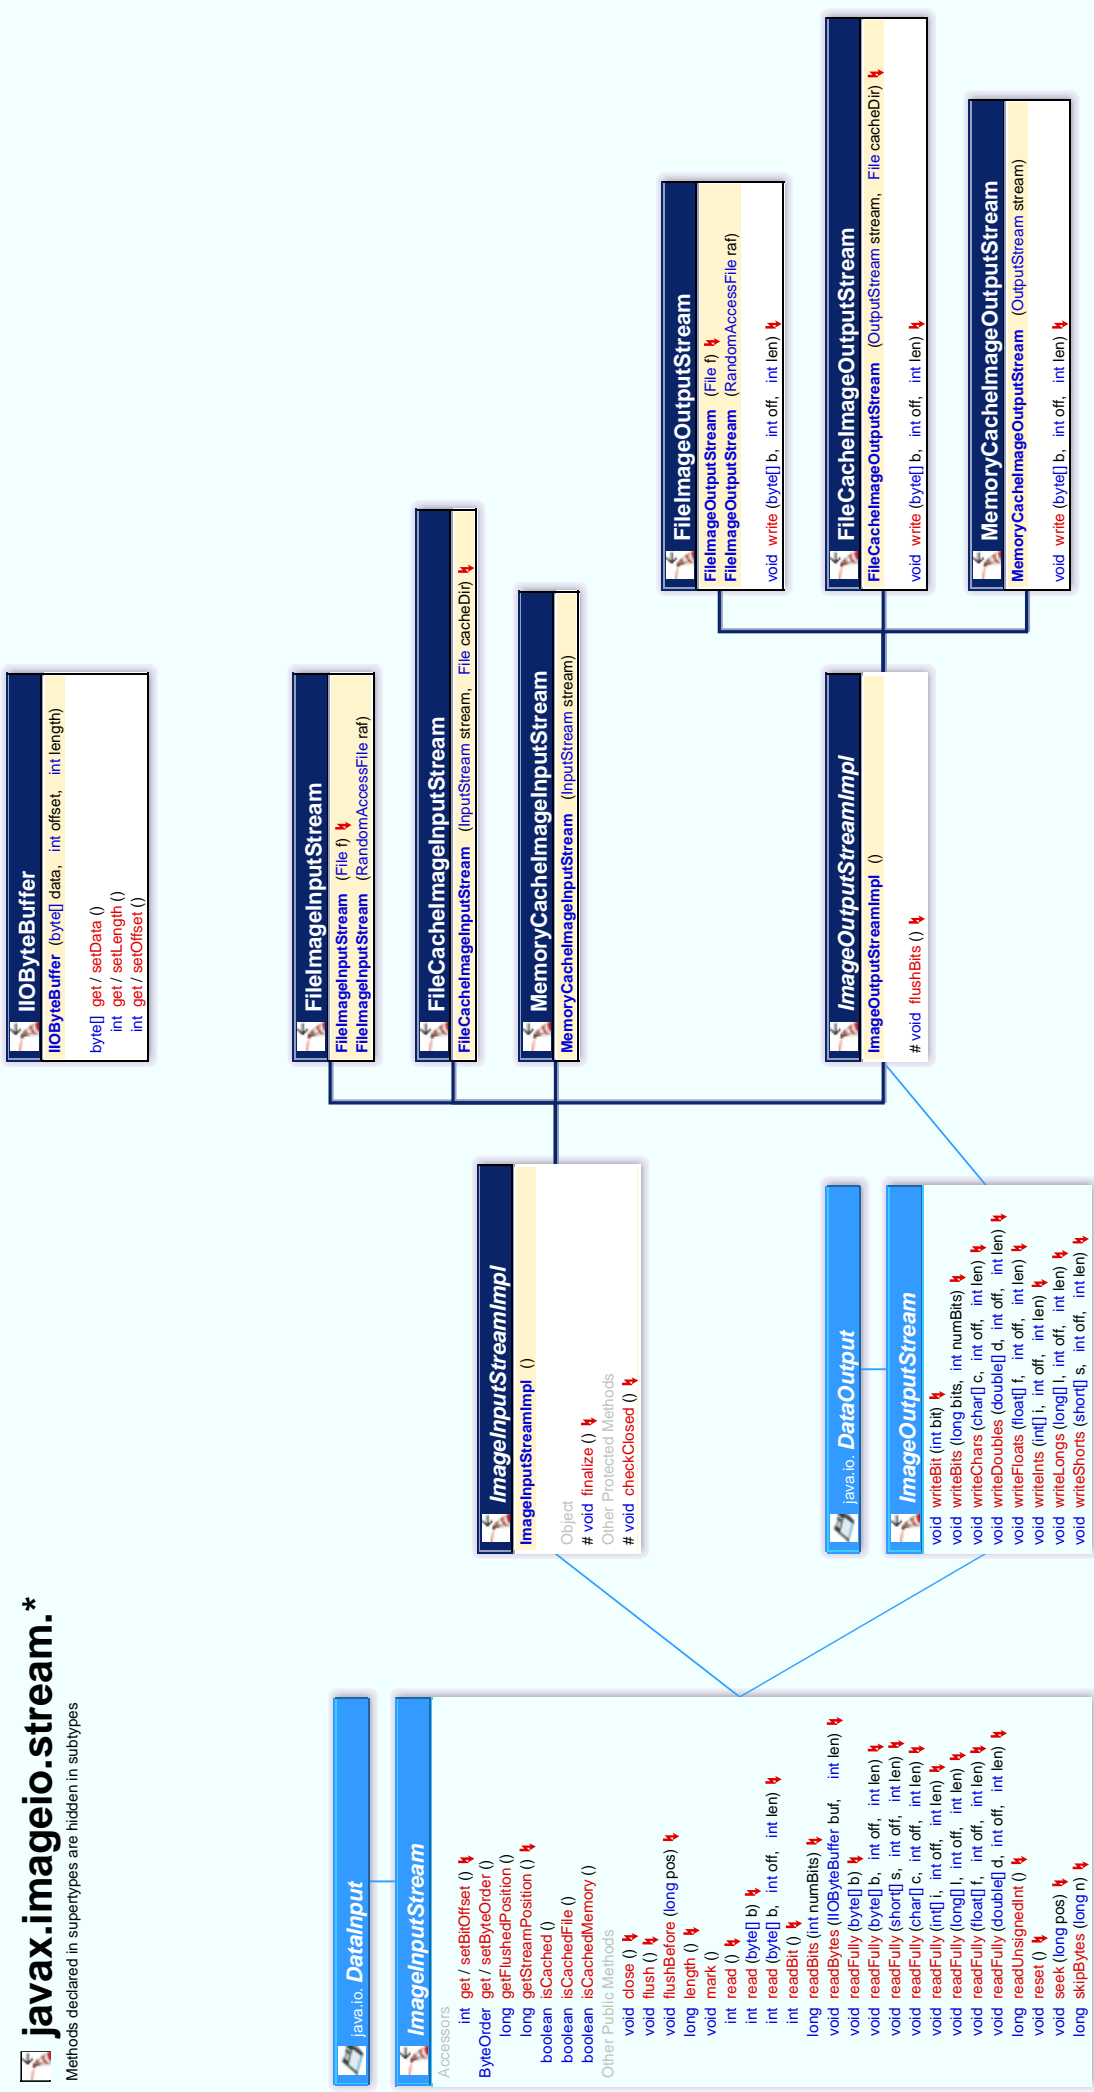 javax.imageio.stream.*
Methods declared in supertypes are hidden in subtypes
java.io. DataInput
ImageInputStream
Accessors
int get / setBitOffset ()
ByteOrder get / setByteOrder ()
long getFlushedPosition ()
long getStreamPosition ()
boolean isCached ()
boolean isCachedFile ()
boolean isCachedMemory ()
Other Public Methods
void close ()
void flush ()
void flushBefore (long pos)
long length ()
void mark ()
int read ()
int read (byte[] b)
int read (byte[] b, int off, int len)
int readBit ()
long readBits (int numBits)
void readBytes (IIOByteBuffer buf, int len)
void readFully (byte[] b)
void readFully (byte[] b, int off, int len)
void readFully (short[] s, int off, int len)
void readFully (char[] c, int off, int len)
void readFully (int[] i, int off, int len)
void readFully (long[] l, int off, int len)
void readFully (float[] f, int off, int len)
void readFully (double[] d, int off, int len)
long readUnsignedInt ()
void reset ()
void seek (long pos)
long skipBytes (long n)
ImageInputStreamImpl
ImageInputStreamImpl ()
Object
# void finalize ()
Other Protected Methods
# void checkClosed ()
java.io. DataOutput
ImageOutputStream
void writeBit (int bit)
void writeBits (long bits, int numBits)
void writeChars (char[] c, int off, int len)
void writeDoubles (double[] d, int off, int len)
void writeFloats (float[] f, int off, int len)
void writeInts (int[] i, int off, int len)
void writeLongs (long[] l, int off, int len)
void writeShorts (short[] s, int off, int len)
IIOByteBuffer
IIOByteBuffer (byte[] data, int offset, int length)
byte[] get / setData ()
int get / setLength ()
int get / setOffset ()
FileImageInputStream
FileImageInputStream (File f)
FileImageInputStream (RandomAccessFile raf)
FileCacheImageInputStream
FileCacheImageInputStream (InputStream stream, File cacheDir)
MemoryCacheImageInputStream
MemoryCacheImageInputStream (InputStream stream)
ImageOutputStreamImpl
ImageOutputStreamImpl ()
# void flushBits ()
FileImageOutputStream
FileImageOutputStream (File f)
FileImageOutputStream (RandomAccessFile raf)
void write (byte[] b, int off, int len)
FileCacheImageOutputStream
FileCacheImageOutputStream (OutputStream stream, File cacheDir)
void write (byte[] b, int off, int len)
MemoryCacheImageOutputStream
MemoryCacheImageOutputStream (OutputStream stream)
void write (byte[] b, int off, int len)